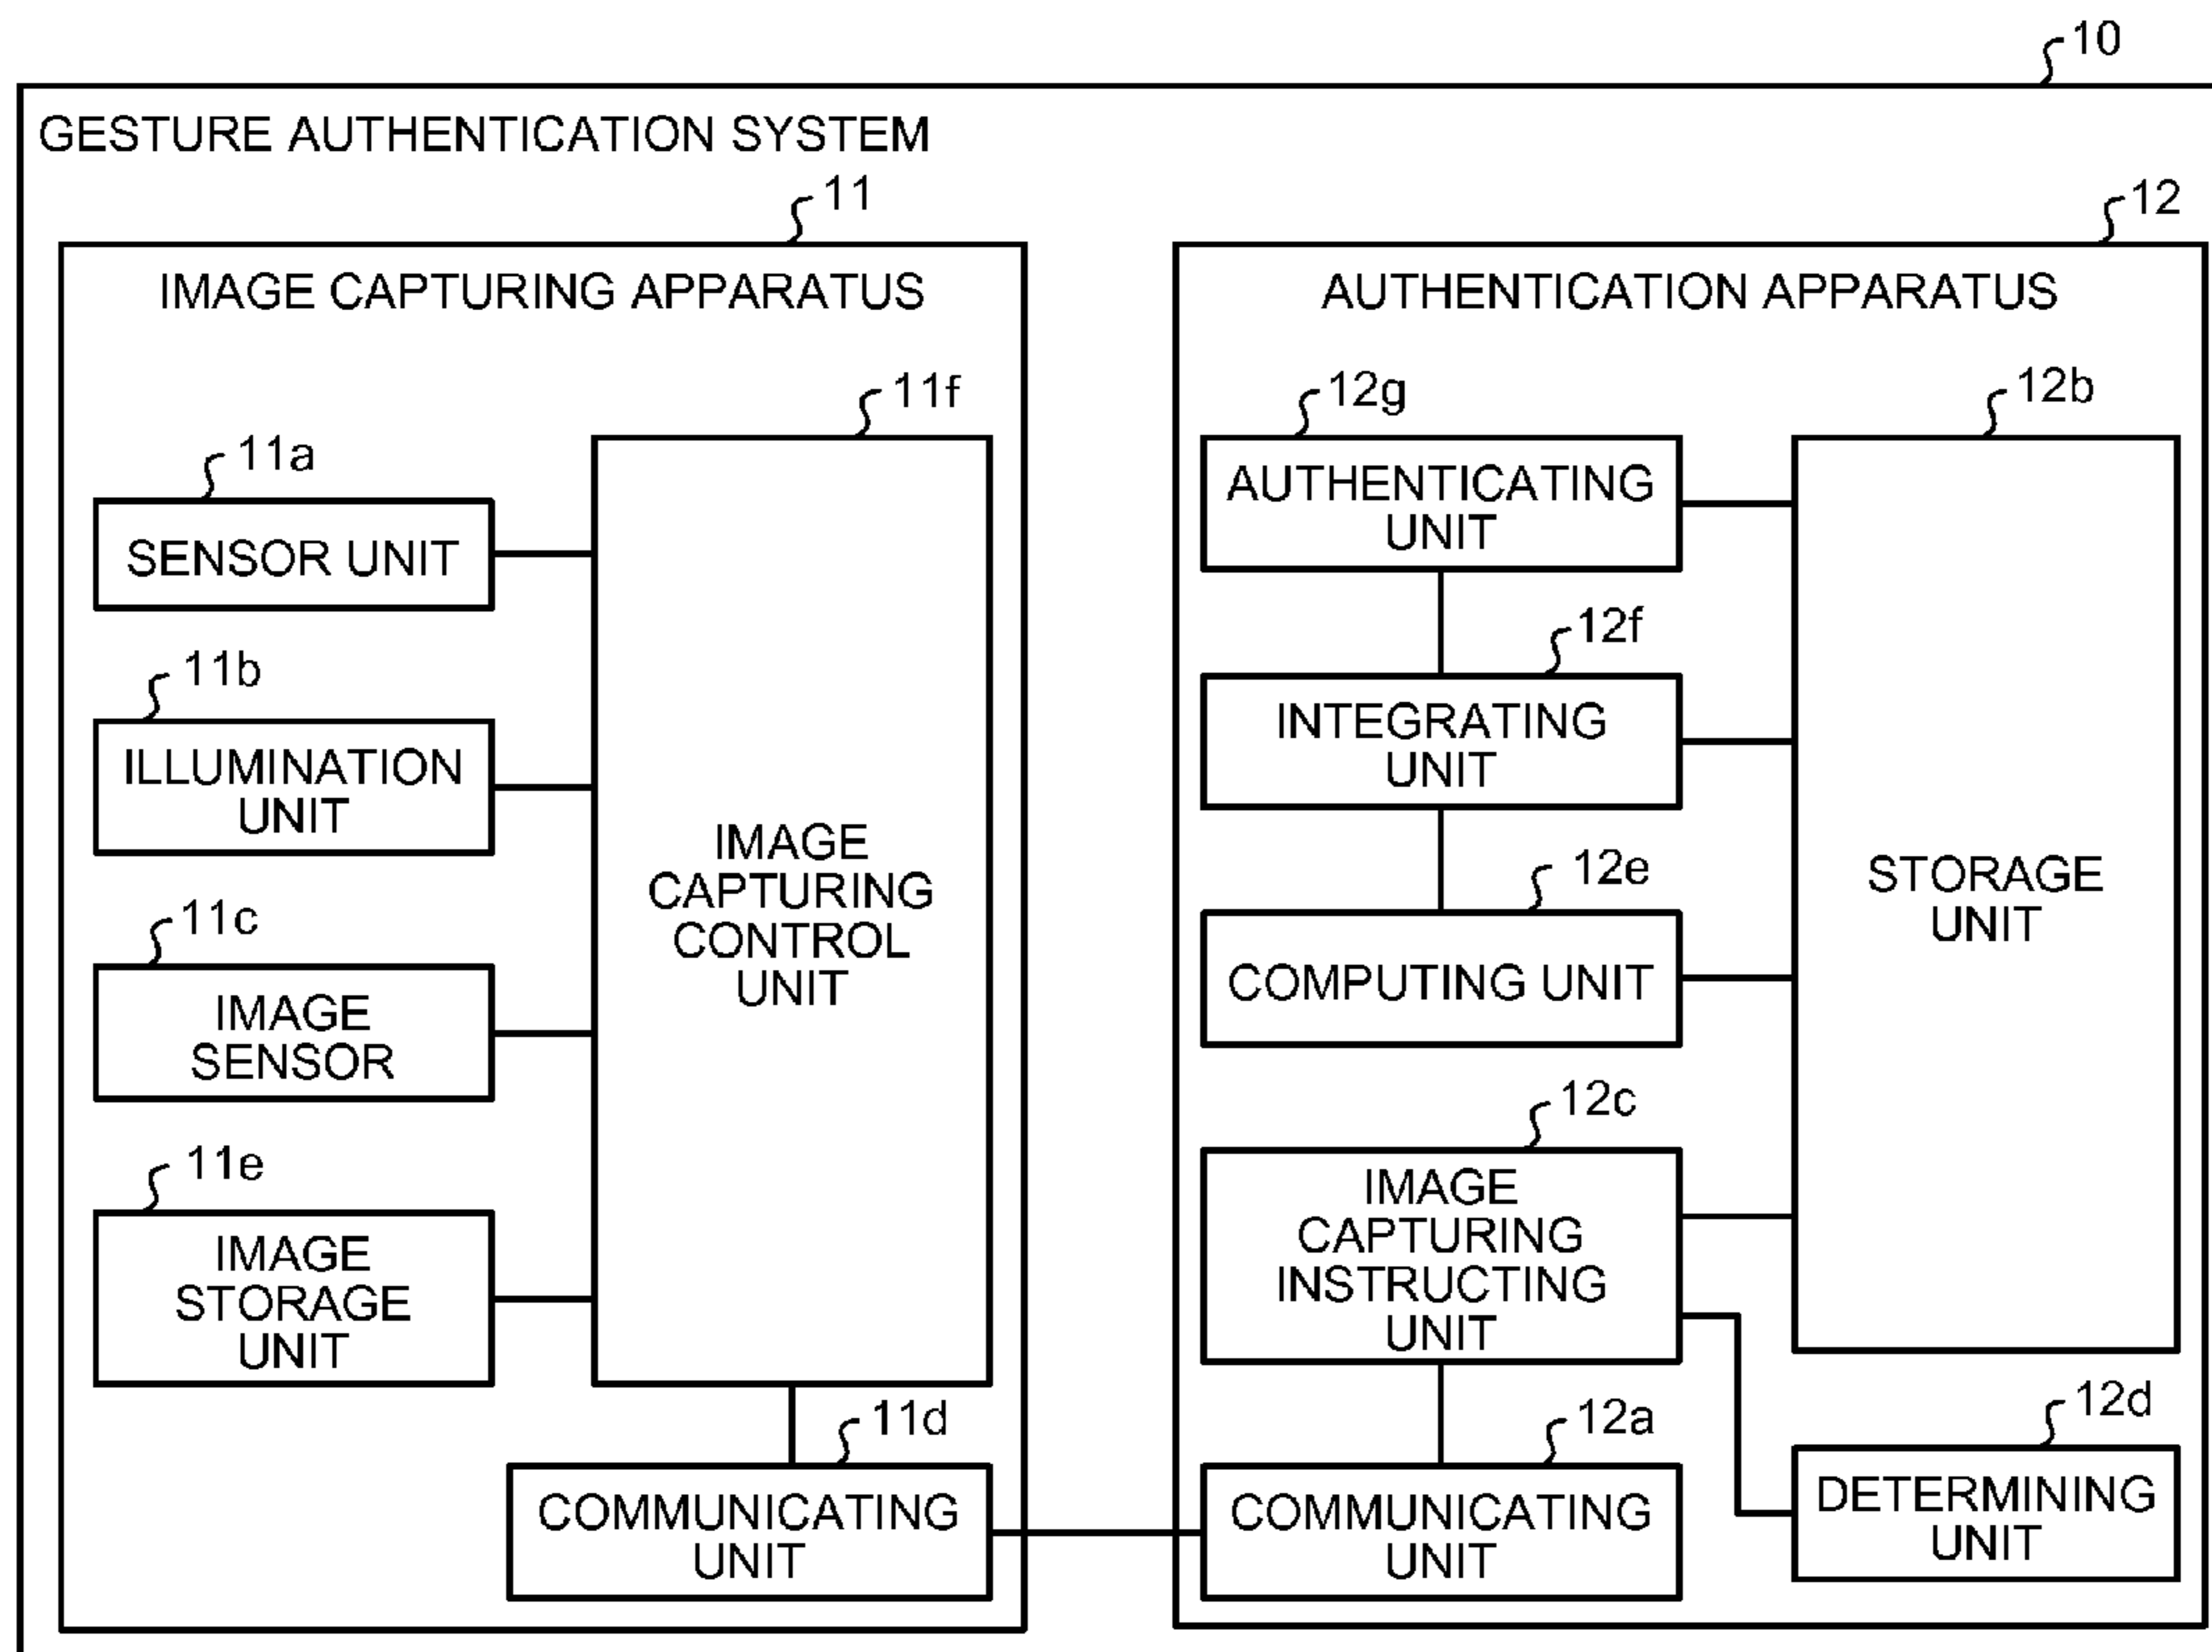 10
GESTURE AUTHENTICATION SYSTEM
11
IMAGE CAPTURING APPARATUS
11f
11a
SENSOR UNIT
11b
ILLUMINATION
UNIT
11c
IMAGE
SENSOR
11e
IMAGE
STORAGE
UNIT
IMAGE
CAPTURING
CONTROL
UNIT
11d
COMMUNICATING
UNIT
12
AUTHENTICATION APPARATUS
12g
AUTHENTICATING
UNIT
12f
INTEGRATING
UNIT
12e
COMPUTING UNIT
12c
IMAGE
CAPTURING
INSTRUCTING
UNIT
12a
COMMUNICATING
UNIT
12b
STORAGE
UNIT
12d
DETERMINING
UNIT